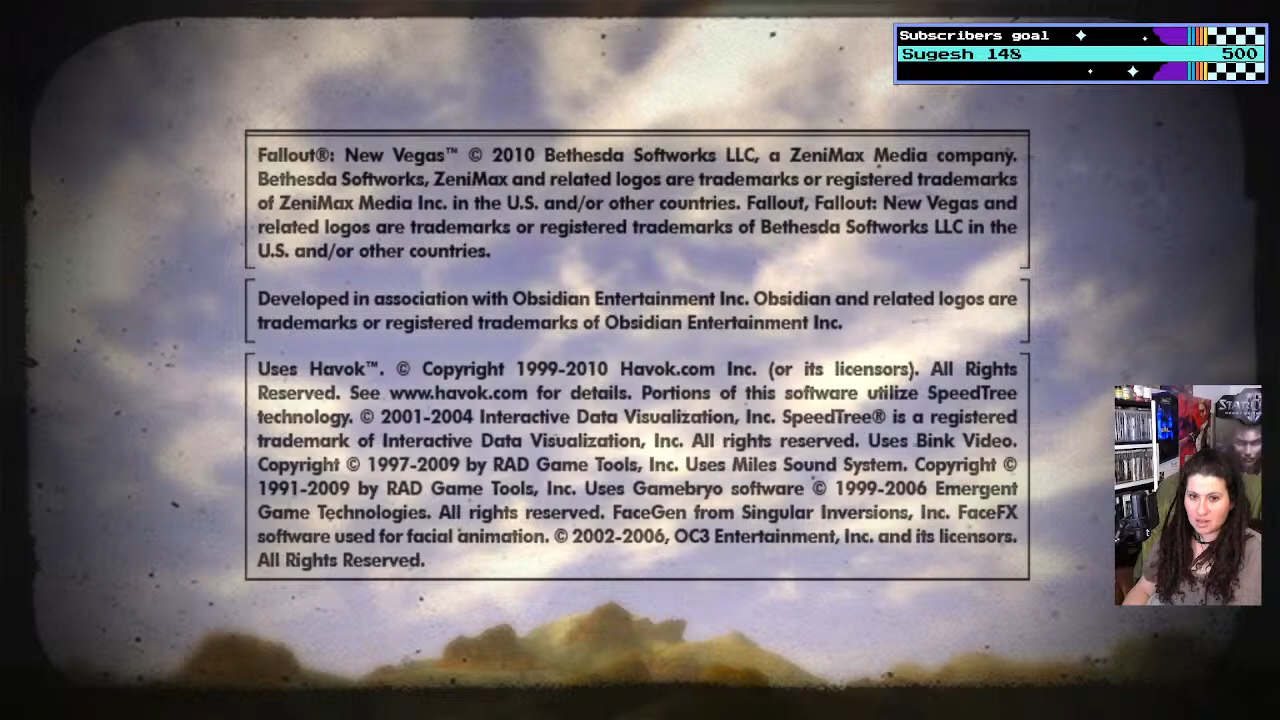 Subscribers goal
Sugesh 148 500
Fallout®: New Vegas™ © 2010 Bethesda Softworks LLC, a ZeniMax Media company.
Bethesda Softworks, ZeniMax and related logos are trademarks or registered trademarks
of ZeniMax Media Inc. in the U.S. and/or other countries. Fallout, Fallout: New Vegas and
related logos are trademarks or registered trademarks of Bethesda Softworks LLC in the
U.S. and/or other countries.
Developed in association with Obsidian Entertainment Inc. Obsidian and related logos are
trademarks or registered trademarks of Obsidian Entertainment Inc.
Uses Havok™. © Copyright 1999-2010 Havok.com Inc. (or its licensors). All Rights
Reserved. See www.havok.com for details. Portions of this software utilize SpeedTree
technology. © 2001-2004 Interactive Data Visualization, Inc. SpeedTree® is a registered
trademark of Interactive Data Visualization, Inc. All rights reserved. Uses Bink Video.
Copyright © 1997-2009 by RAD Game Tools, Inc. Uses Miles Sound System. Copyright ©
1991-2009 by RAD Game Tools, Inc. Uses Gamebryo software © 1999-2006 Emergent
Game Technologies. All rights reserved. FaceGen from Singular Inversions, Inc. FaceFX
software used for facial animation. © 2002-2006, OC3 Entertainment, Inc. and its licensors.
All Rights Reserved.